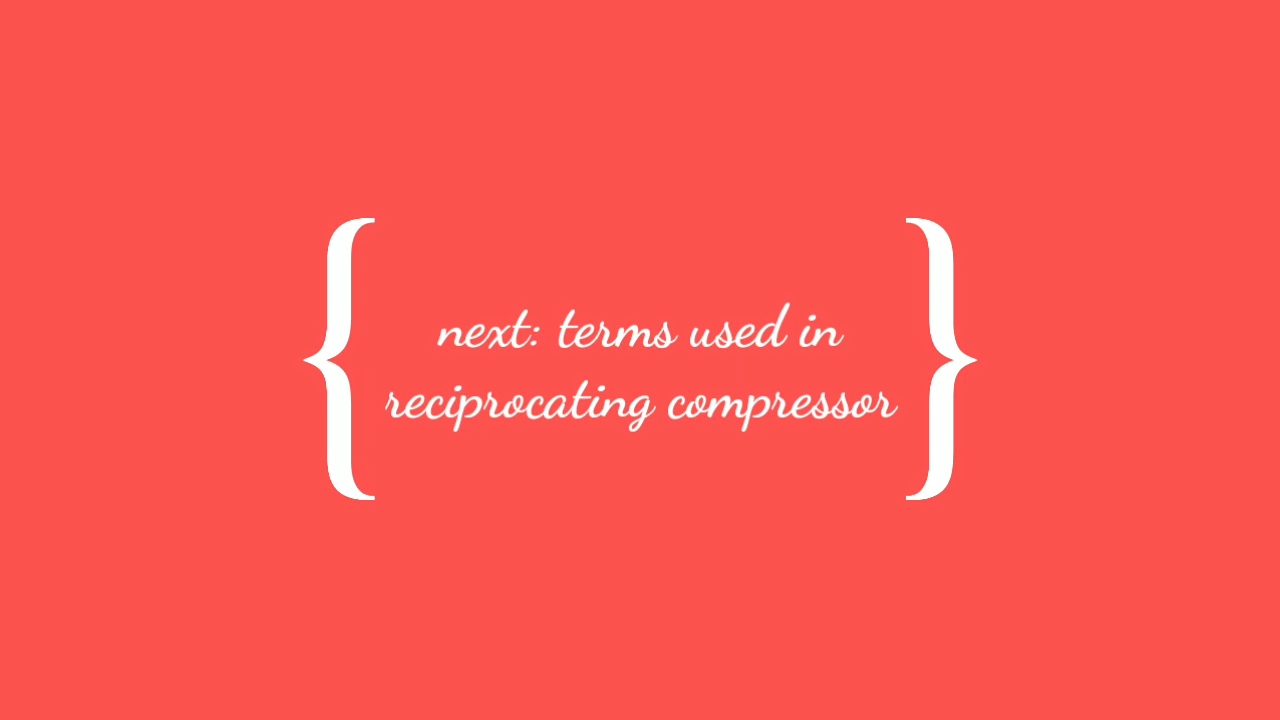 next: terms used in
reciprocating compressor